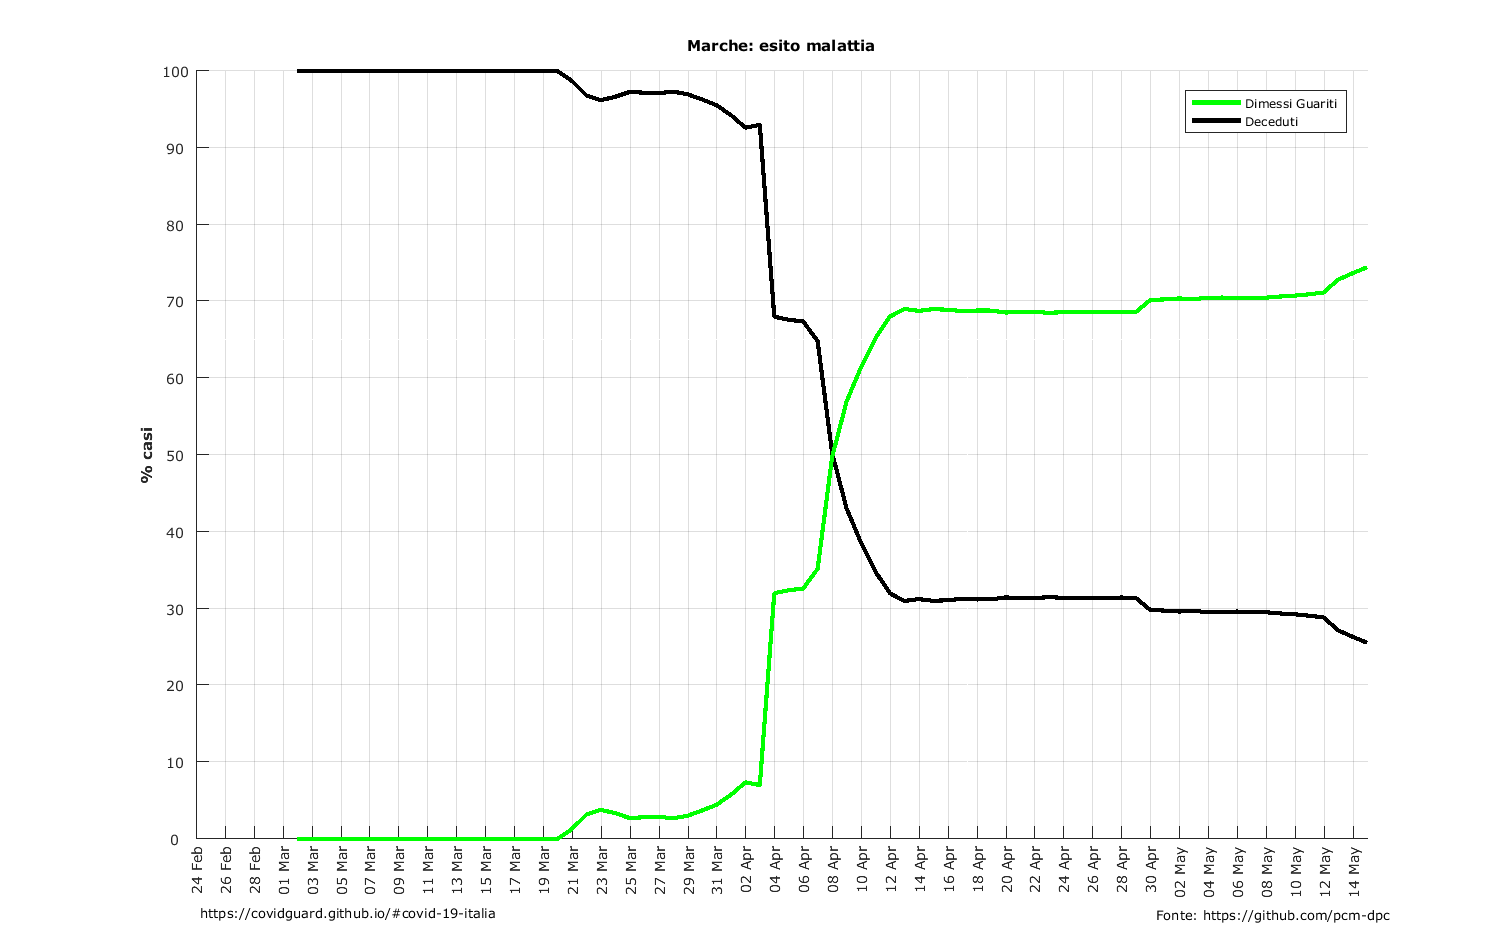 Marche: esito malattia
100
90
80
70
60
50
40
30
20
10
0
% casi
Dimessi Guariti
Deceduti
24 Feb
26 Feb
28 Feb
01 Mar
03 Mar
05 Mar
07 Mar
09 Mar
11 Mar
13 Mar
15 Mar
17 Mar
19 Mar
21 Mar
23 Mar
25 Mar
27 Mar
29 Mar
31 Mar
02 Apr
04 Apr
06 Apr
08 Apr
10 Apr
12 Apr
14 Apr
16 Apr
18 Apr
20 Apr
22 Apr
24 Apr
26 Apr
28 Apr
30 Apr
02 May
04 May
06 May
08 May
10 May
12 May
14 May
https://covidguard.github.io/#covid-19-italia
Fonte: https://github.com/pcm-dpc